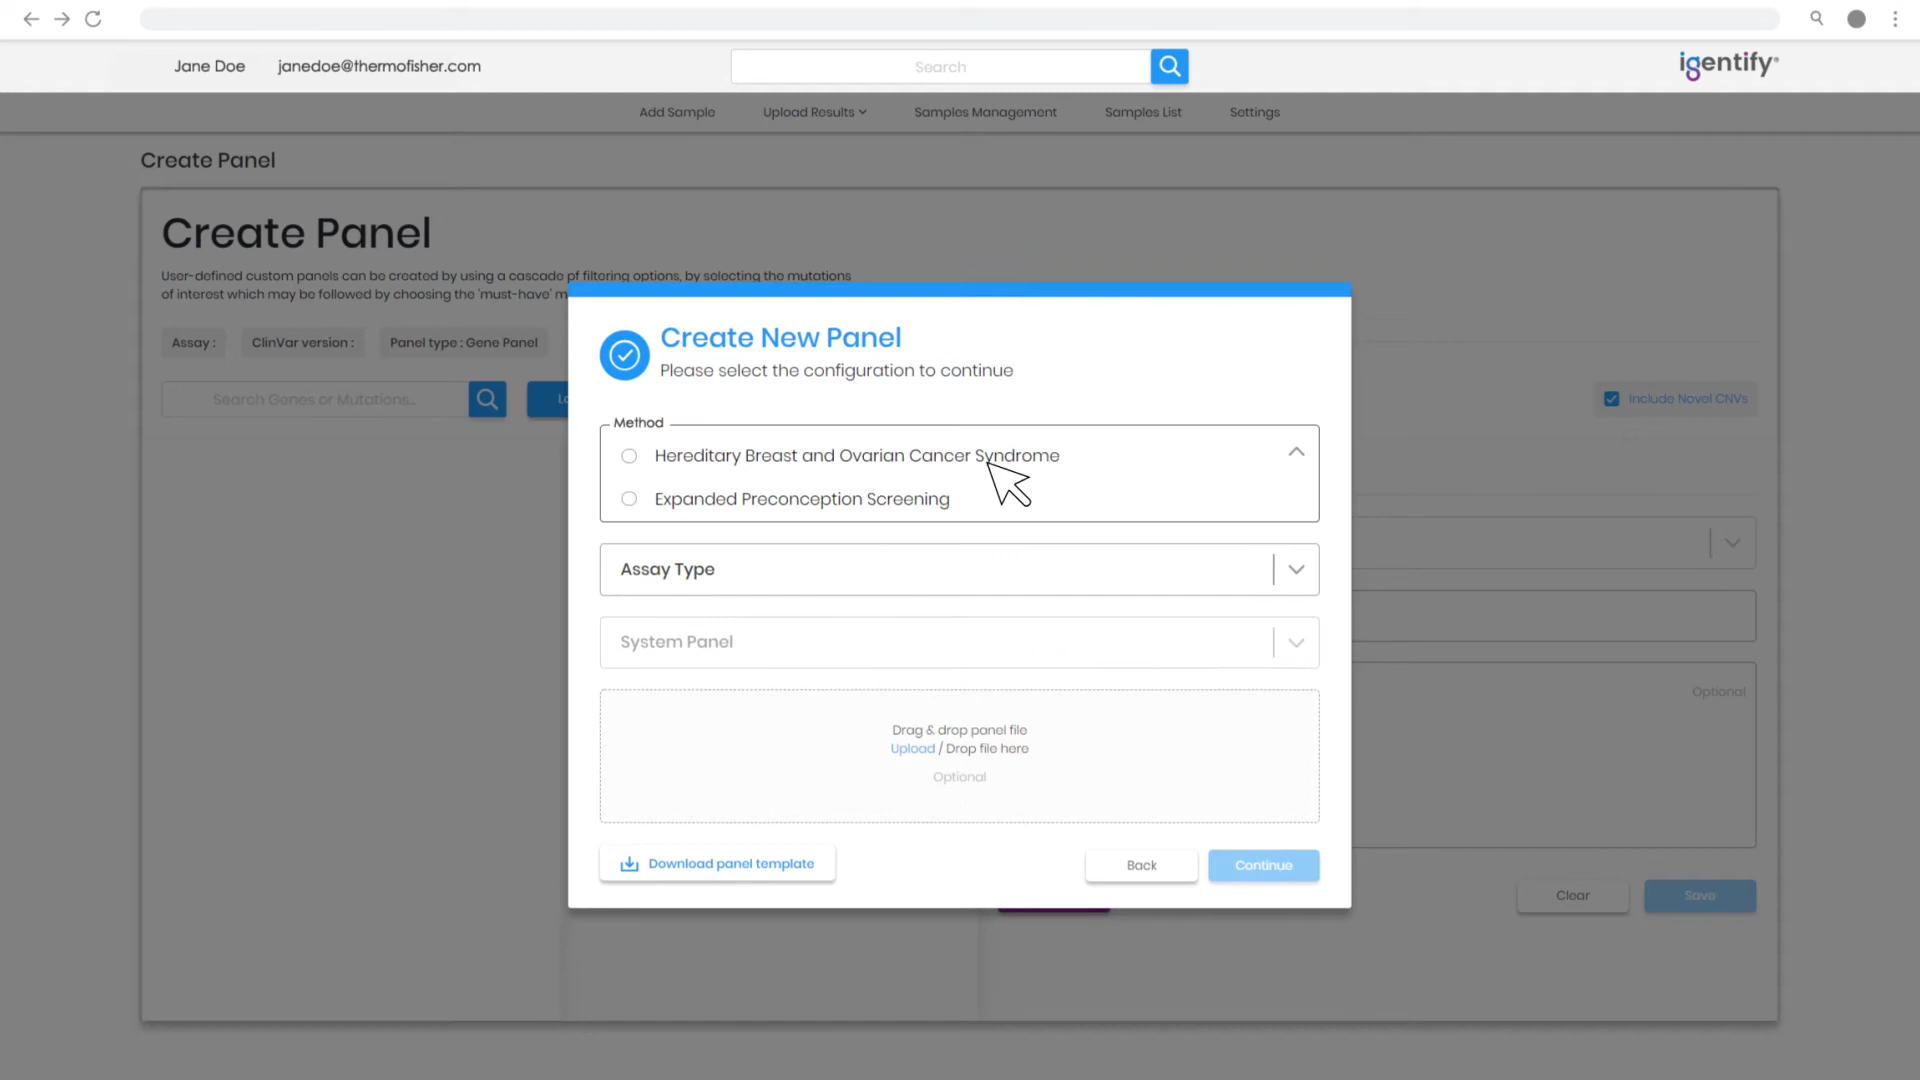 Jane Doe janedoe@thermofisher.com
Search
igentify
Add Sample Upload Results Samples Management Samples List Settings
Create Panel
Create Panel
User-defined custom panels can be created by using a cascade pf filtering options, by selecting the mutations
of interest which may be followed by choosing the 'must-have' m
Assay : ClinVar version : Panel type : Gene Panel
Search Genes or Mutations...
Include Novel CNVs
Create New Panel
Please select the configuration to continue
Method
Hereditary Breast and Ovarian Cancer Syndrome
Expanded Preconception Screening
Assay Type
System Panel
Drag & drop panel file
Upload / Drop file here
Optional
Optional
Download panel template
Back
Continue
Clear
Save